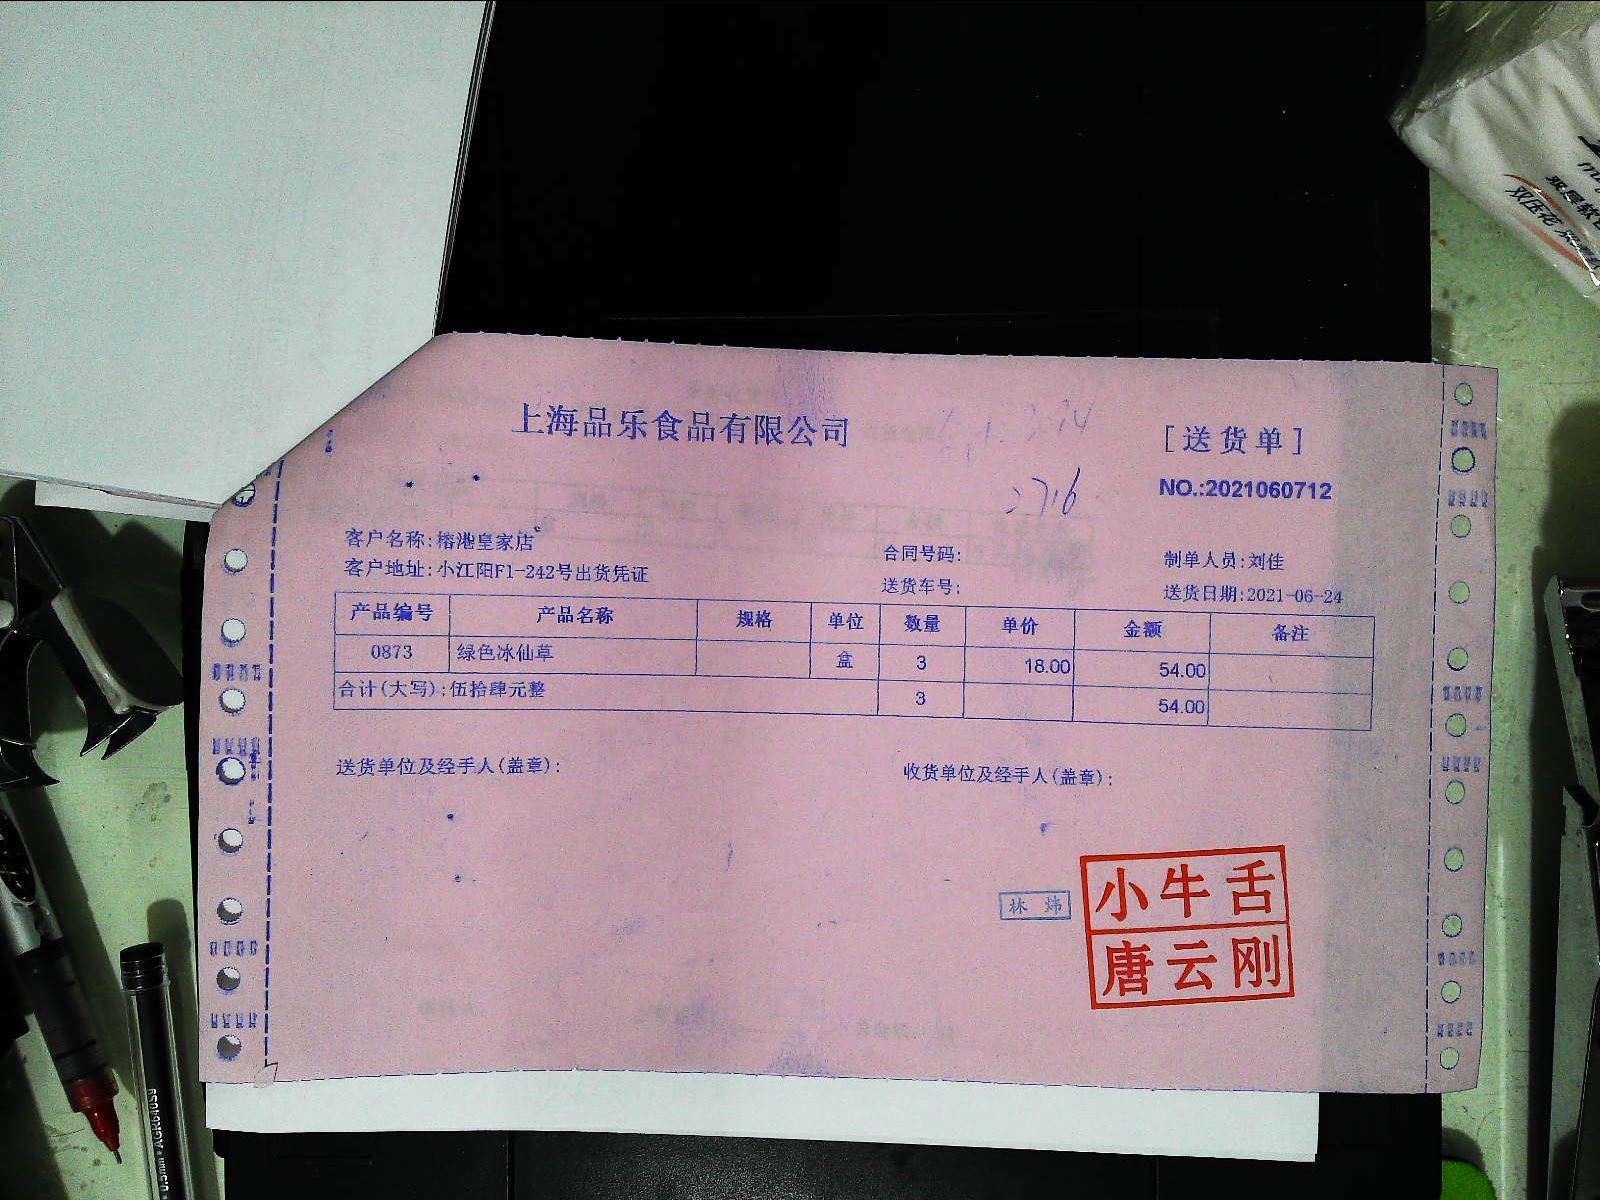 上海品乐食品有限公司
[送货单]
2716
NO.:2021060712
客户名称:榕港皇家店
合同号码:
制单人员:刘佳
客户地址:小江阳F1-242号出货凭证
送货车号:
送货日期:2021-06-24
产品编号 产品名称 规格 单位 数量 单价 金额 备注
0873 绿色冰仙草 盒 3 18.00 54.00
合计(大写):伍拾肆元整 3 54.00
送货单位及经手人(盖章):
收货单位及经手人(盖章):
林 炜
小牛舌
唐云刚
双压花
0.5mm AGR640S9